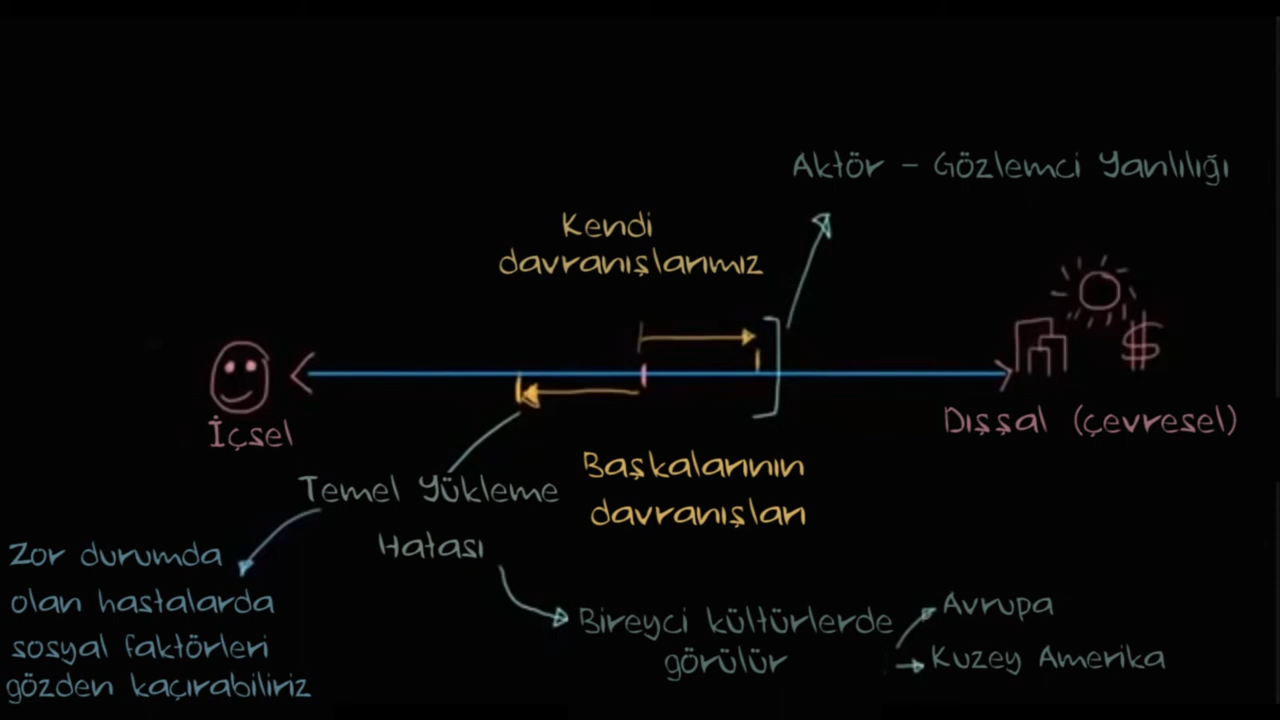 Aktör - Gözlemci Yanlılığı
Kendi
davranışlarımız
$
İçsel
Dışsal (çevresel)
Başkalarının
davranışları
Temel Yükleme
Hatası
Zor durumda
olan hastalarda
sosyal faktörleri
gözden kaçırabiliriz
Bireyci kültürlerde
görülür
Avrupa
Kuzey Amerika